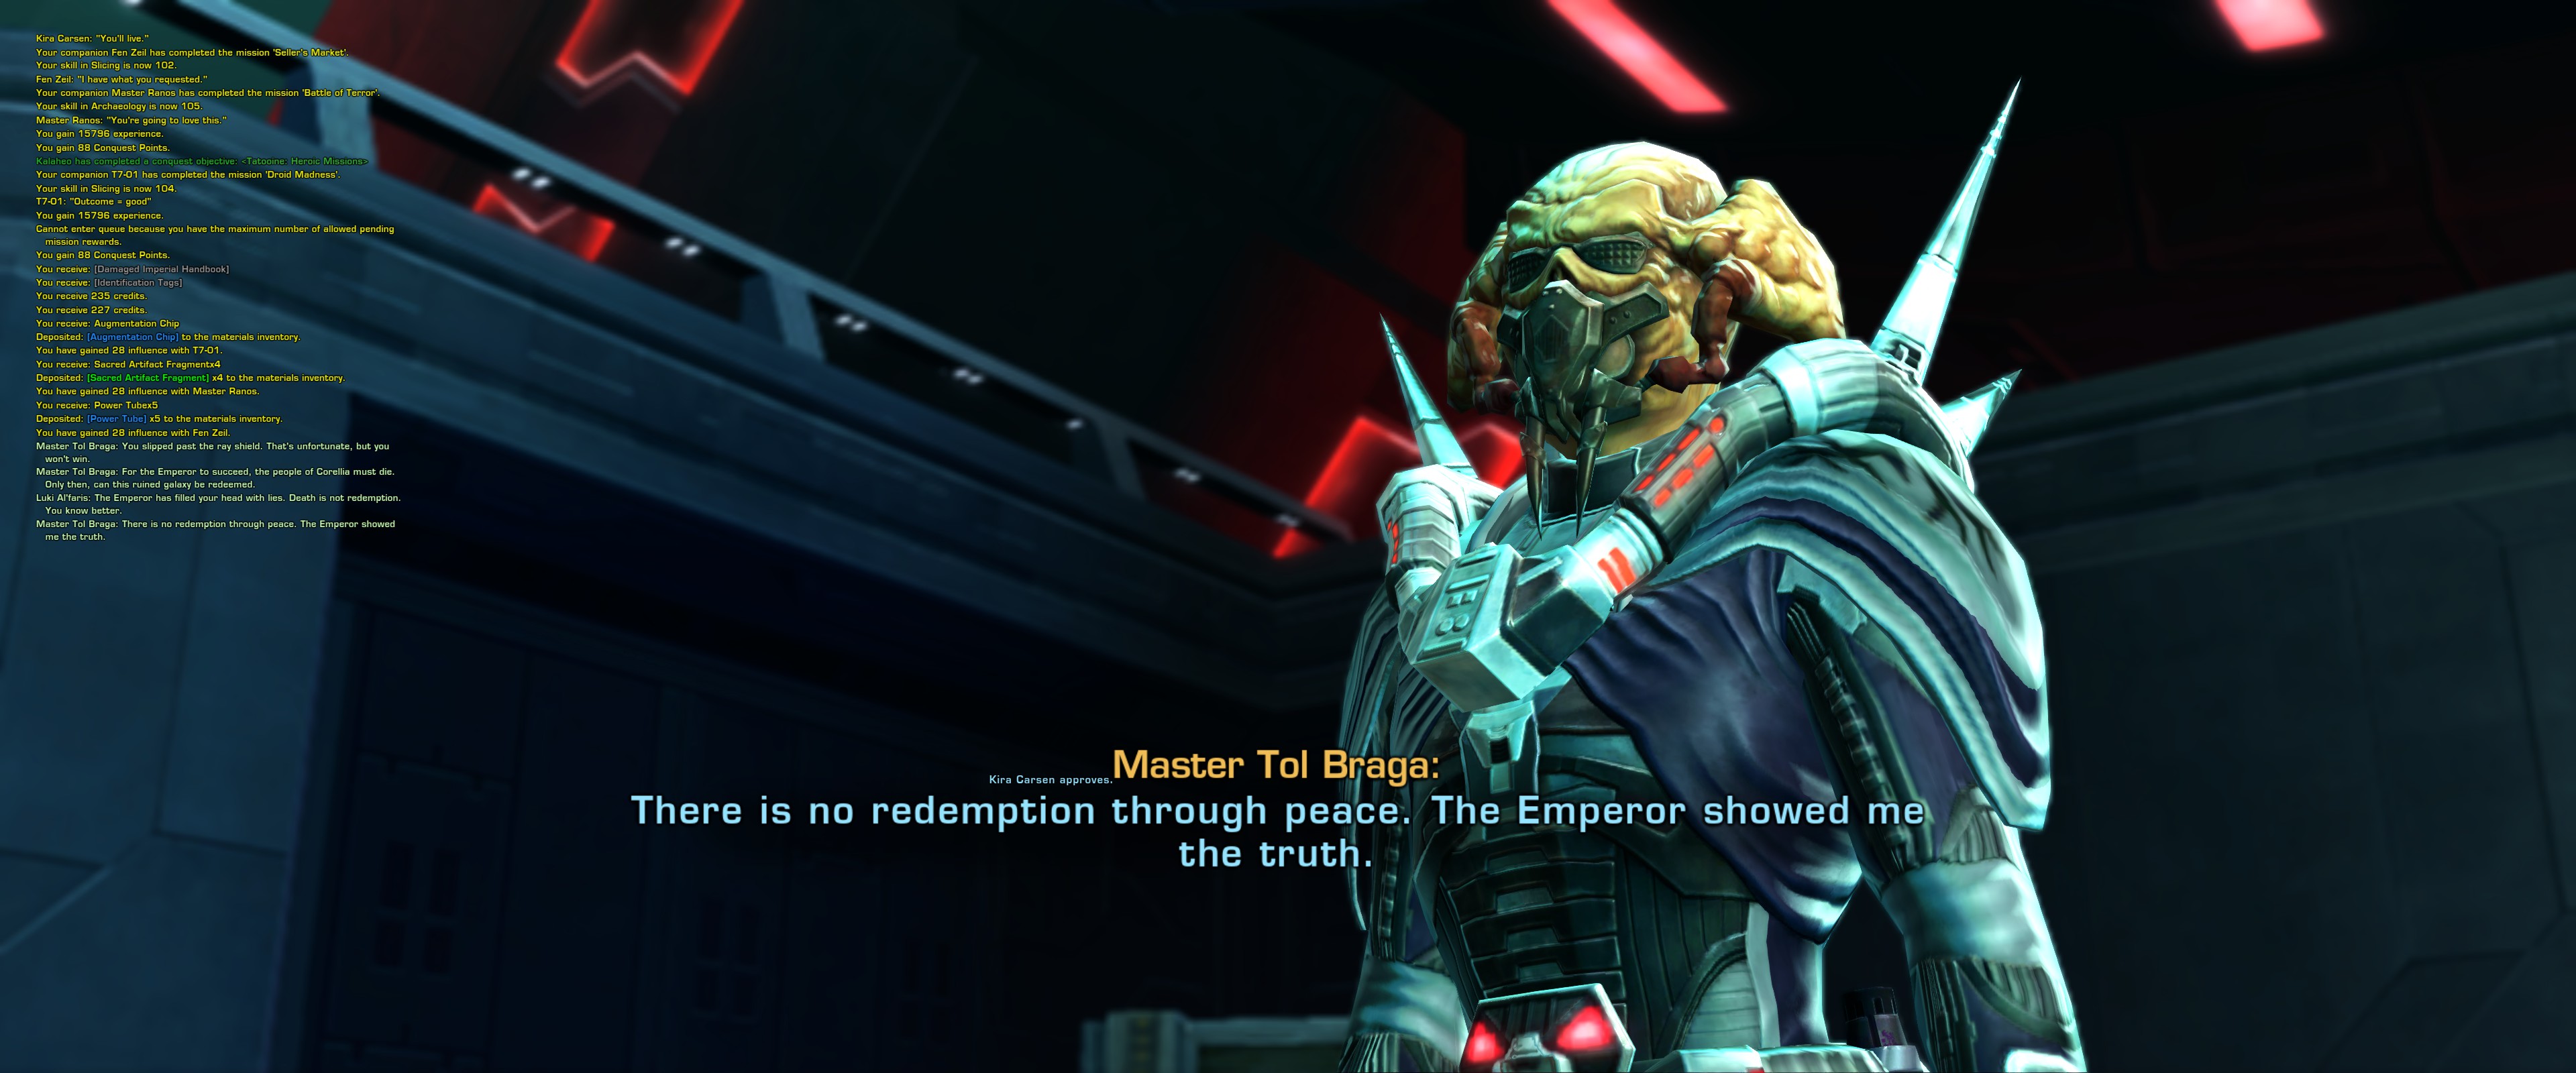 Kira Carsen: "You'll live."
Your companion Fen Zeil has completed the mission 'Seller's Market'.
Your skill in Slicing is now 102.
Fen Zeil: "I have what you requested."
Your companion Master Ranos has completed the mission 'Battle of Terror'.
Your skill in Archaeology is now 105.
Master Ranos: "You're going to love this."
You gain 15796 experience.
You gain 88 Conquest Points.
Kalaheo has completed a conquest objective: <Tatooine: Heroic Missions>
Your companion T7-01 has completed the mission 'Droid Madness'.
Your skill in Slicing is now 104.
T7-01: "Outcome = good"
You gain 15796 experience.
Cannot enter queue because you have the maximum number of allowed pending
mission rewards.
You gain 88 Conquest Points.
You receive: [Damaged Imperial Handbook]
You receive: [Identification Tags]
You receive 235 credits.
You receive 227 credits.
You receive: Augmentation Chip
Deposited: [Augmentation Chip] to the materials inventory.
You have gained 28 influence with T7-01.
You receive: Sacred Artifact Fragmentx4
Deposited: [Sacred Artifact Fragment] x4 to the materials inventory.
You have gained 28 influence with Master Ranos.
You receive: Power Tubex5
Deposited: [Power Tube] x5 to the materials inventory.
You have gained 28 influence with Fen Zeil.
Master Tol Braga: You slipped past the ray shield. That's unfortunate, but you
won't win.
Master Tol Braga: For the Emperor to succeed, the people of Corellia must die.
Only then, can this ruined galaxy be redeemed.
Luki Al'faris: The Emperor has filled your head with lies. Death is not redemption.
You know better.
Master Tol Braga: There is no redemption through peace. The Emperor showed
me the truth.
Kira Carsen approves.
Master Tol Braga:
There is no redemption through peace. The Emperor showed me
the truth.